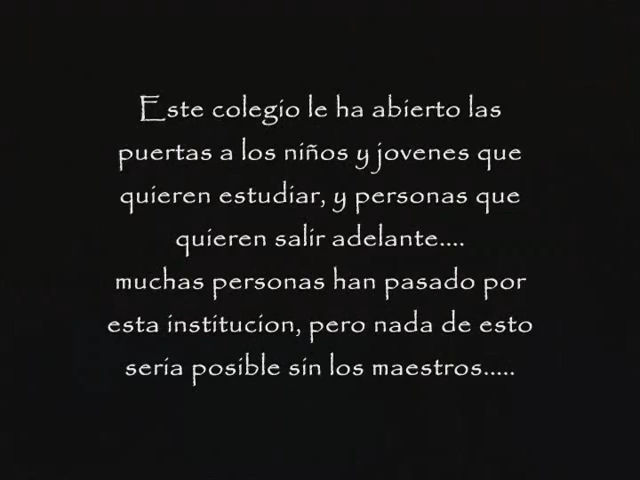 Este colegio le ha abierto las
puertas a los niños y jovenes que
quieren estudiar, y personas que
quieren salir adelante....
muchas personas han pasado por
esta institucion, pero nada de esto
seria posible sin los maestros.....